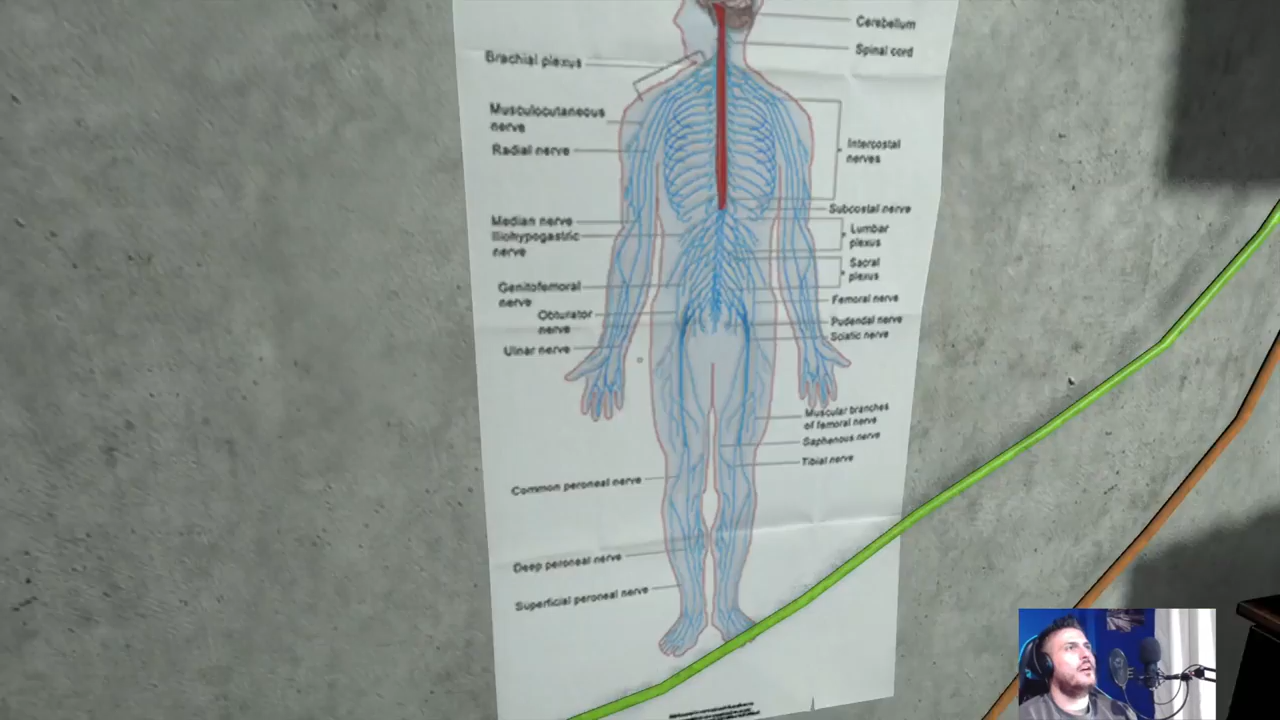 Cerebellum
Spinal cord
Brachial plexus
Musculocutaneous
nerve
Radial nerve
Intercostal
nerves
Median nerve
Iliohypogastric
nerve
Subcostal nerve
Lumbar
plexus
Sacral
plexus
Genitofemoral
nerve
Obturator
nerve
Ulnar nerve
Femoral nerve
Pudendal nerve
Sciatic nerve
Muscular branches
of femoral nerve
Saphenous nerve
Tibial nerve
Common peroneal nerve
Deep peroneal nerve
Superficial peroneal nerve